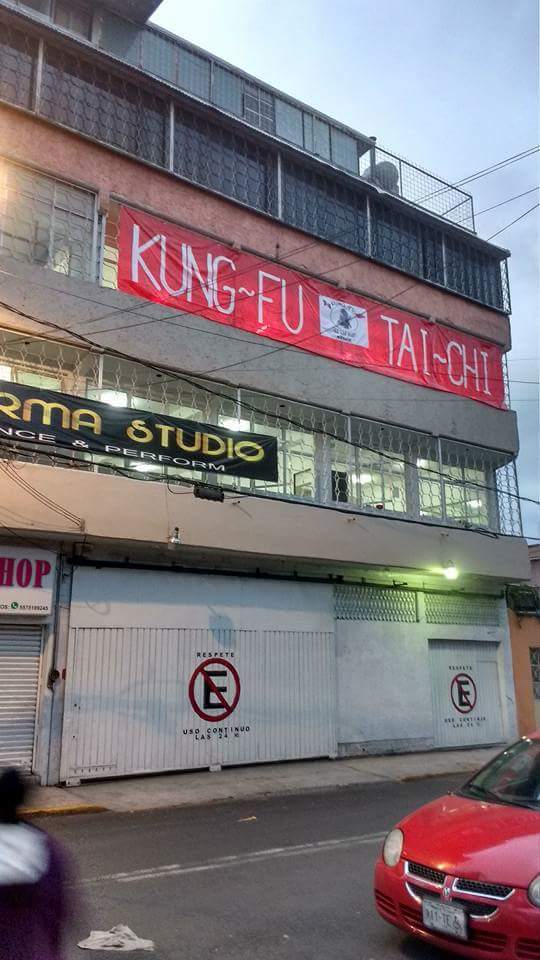 KUNG~FU
TAI~CHI
RMA STUDIO
NCE & PERFORM
HOP
5573189245
RESPETE
E
USO CONTINUO
LAS 24 H.
RESPETE
E
USO CONTINUO
LAS 24 H.